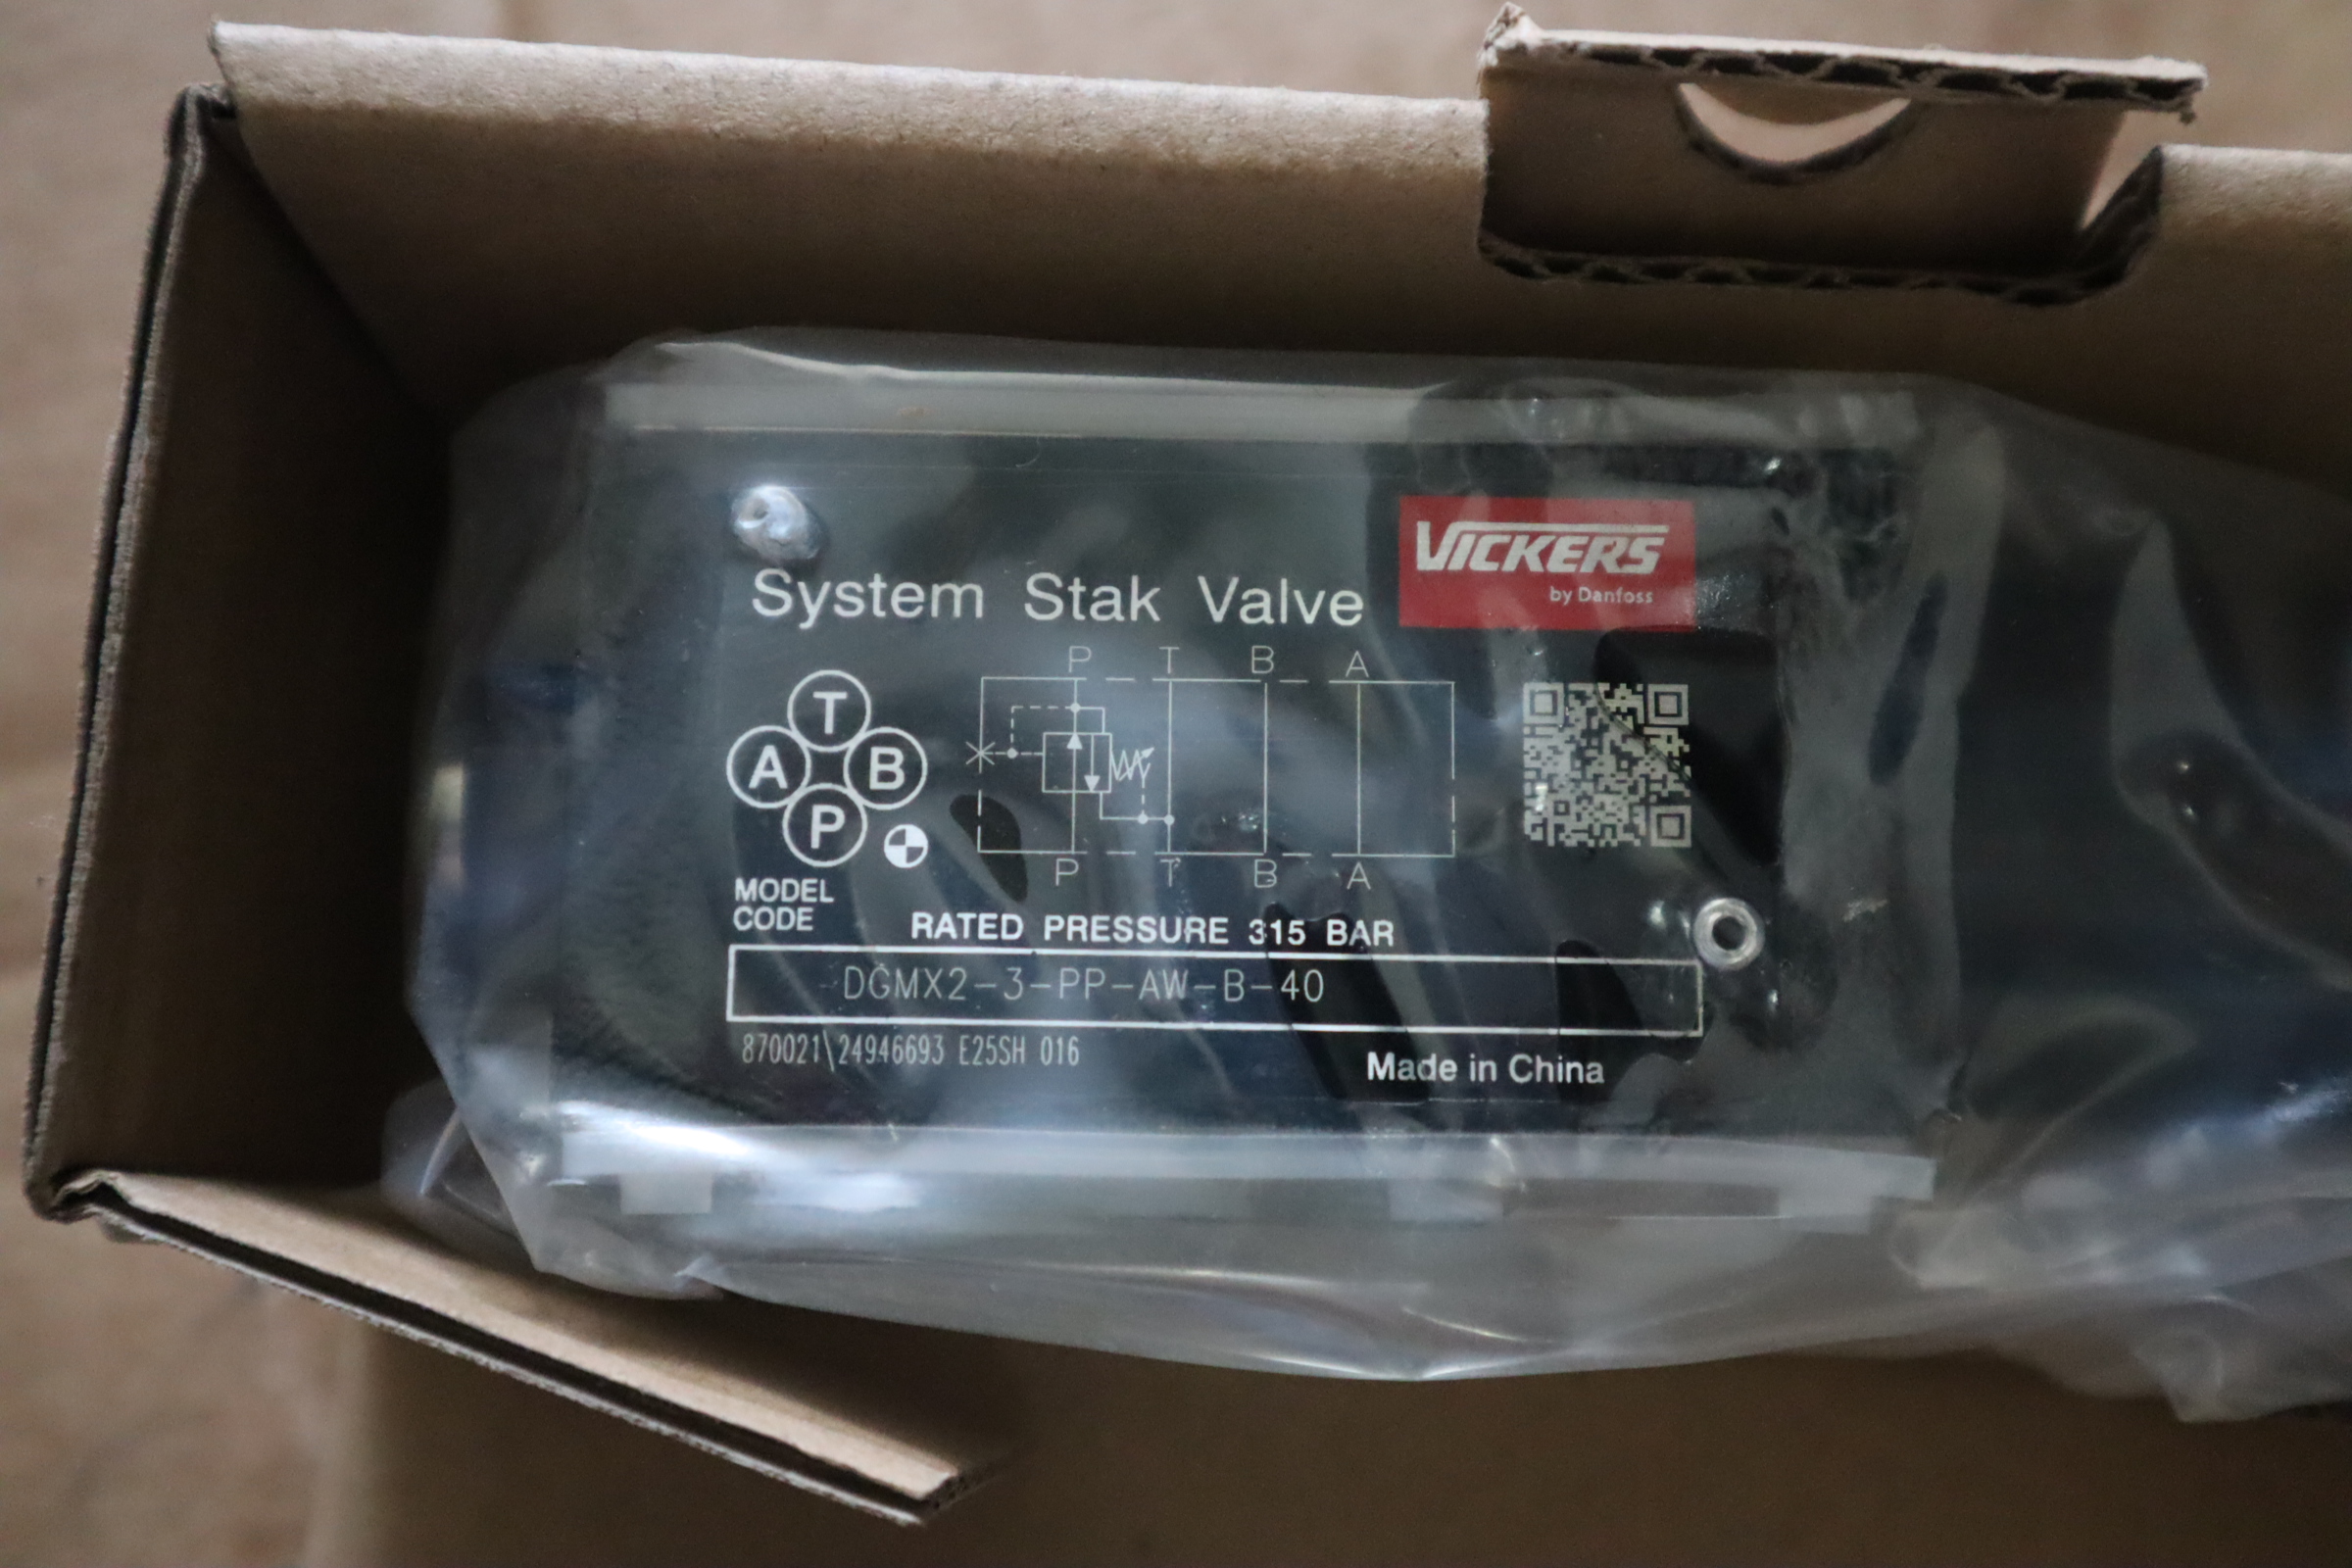 VICKERS
by Danfoss
System Stak Valve
P T B A
T
A B
P
P T B A
MODEL
CODE
RATED PRESSURE 315 BAR
DGMX2-3-PP-AW-B-40
870021\24946693 E25SH 016
Made in China